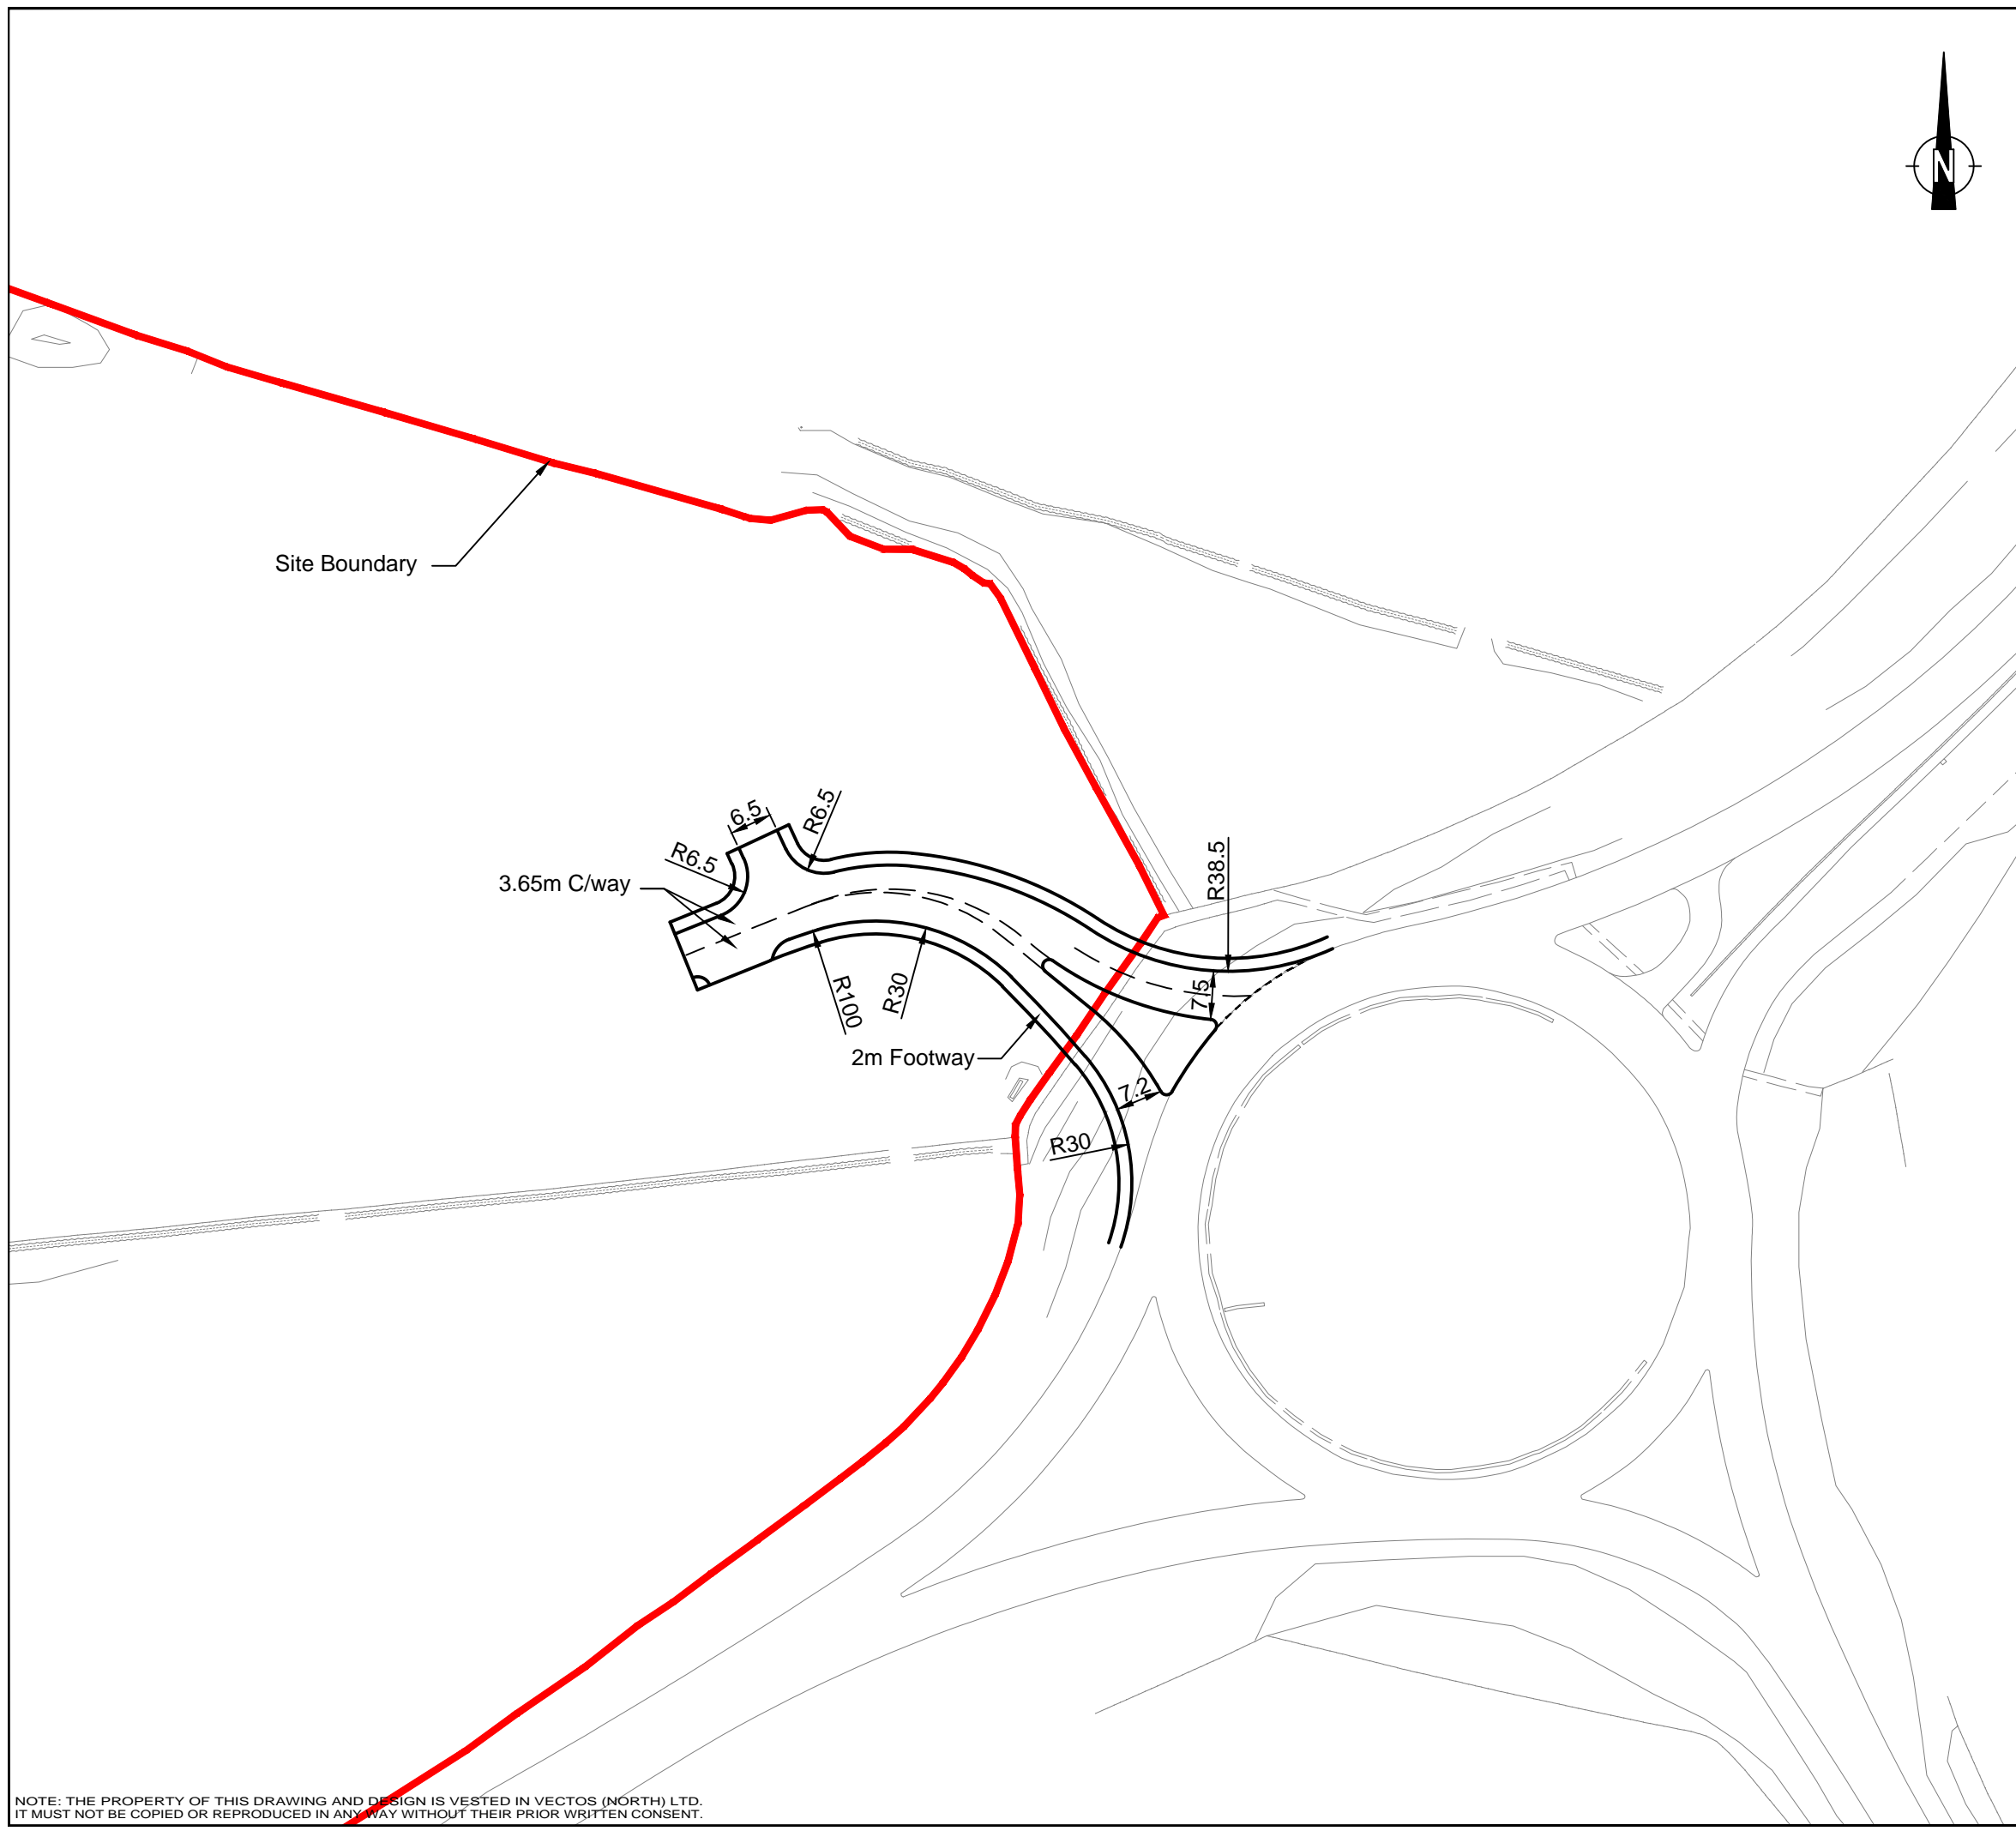 N
Site Boundary
6.5
R6.5
R6.5
3.65m C/way
R38.5
7.5
R100
R30
2m Footway
7.2
R30
NOTE: THE PROPERTY OF THIS DRAWING AND DESIGN IS VESTED IN VECTOS (NORTH) LTD.
IT MUST NOT BE COPIED OR REPRODUCED IN ANY WAY WITHOUT THEIR PRIOR WRITTEN CONSENT.